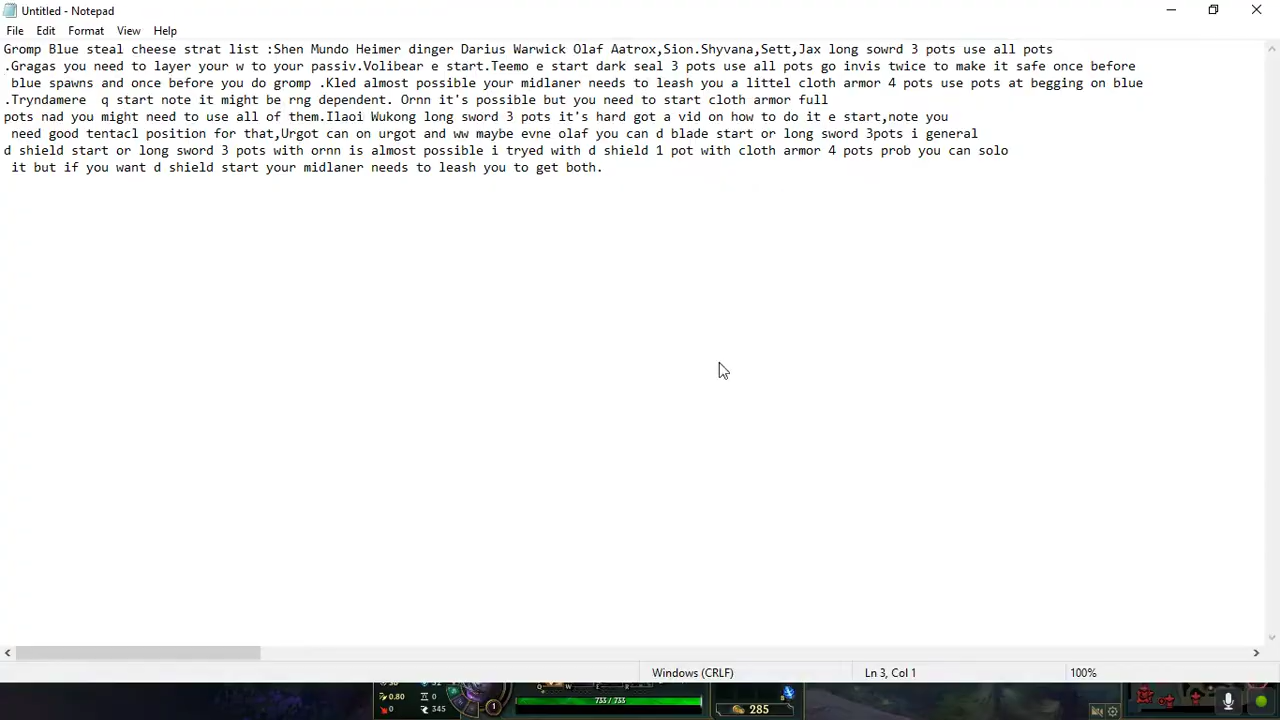 Untitled - Notepad
File Edit Format View Help
Gromp Blue steal cheese strat list :Shen Mundo Heimer dinger Darius Warwick Olaf Aatrox,Sion.Shyvana,Sett,Jax long sowrd 3 pots use all pots
.Gragas you need to layer your w to your passiv.Volibear e start.Teemo e start dark seal 3 pots use all pots go invis twice to make it safe once before
blue spawns and once before you do gromp .Kled almost possible your midlaner needs to leash you a littel cloth armor 4 pots use pots at begging on blue
.Tryndamere  q start note it might be rng dependent. Ornn it's possible but you need to start cloth armor full
pots nad you might need to use all of them.Ilaoi Wukong long sword 3 pots it's hard got a vid on how to do it e start,note you
need good tentacl position for that,Urgot can on urgot and ww maybe evne olaf you can d blade start or long sword 3pots i general
d shield start or long sword 3 pots with ornn is almost possible i tryed with d shield 1 pot with cloth armor 4 pots prob you can solo
it but if you want d shield start your midlaner needs to leash you to get both.
Windows (CRLF) Ln 3, Col 1 100%
0.80 0
0 345
1
Q W E R
733 / 733
285